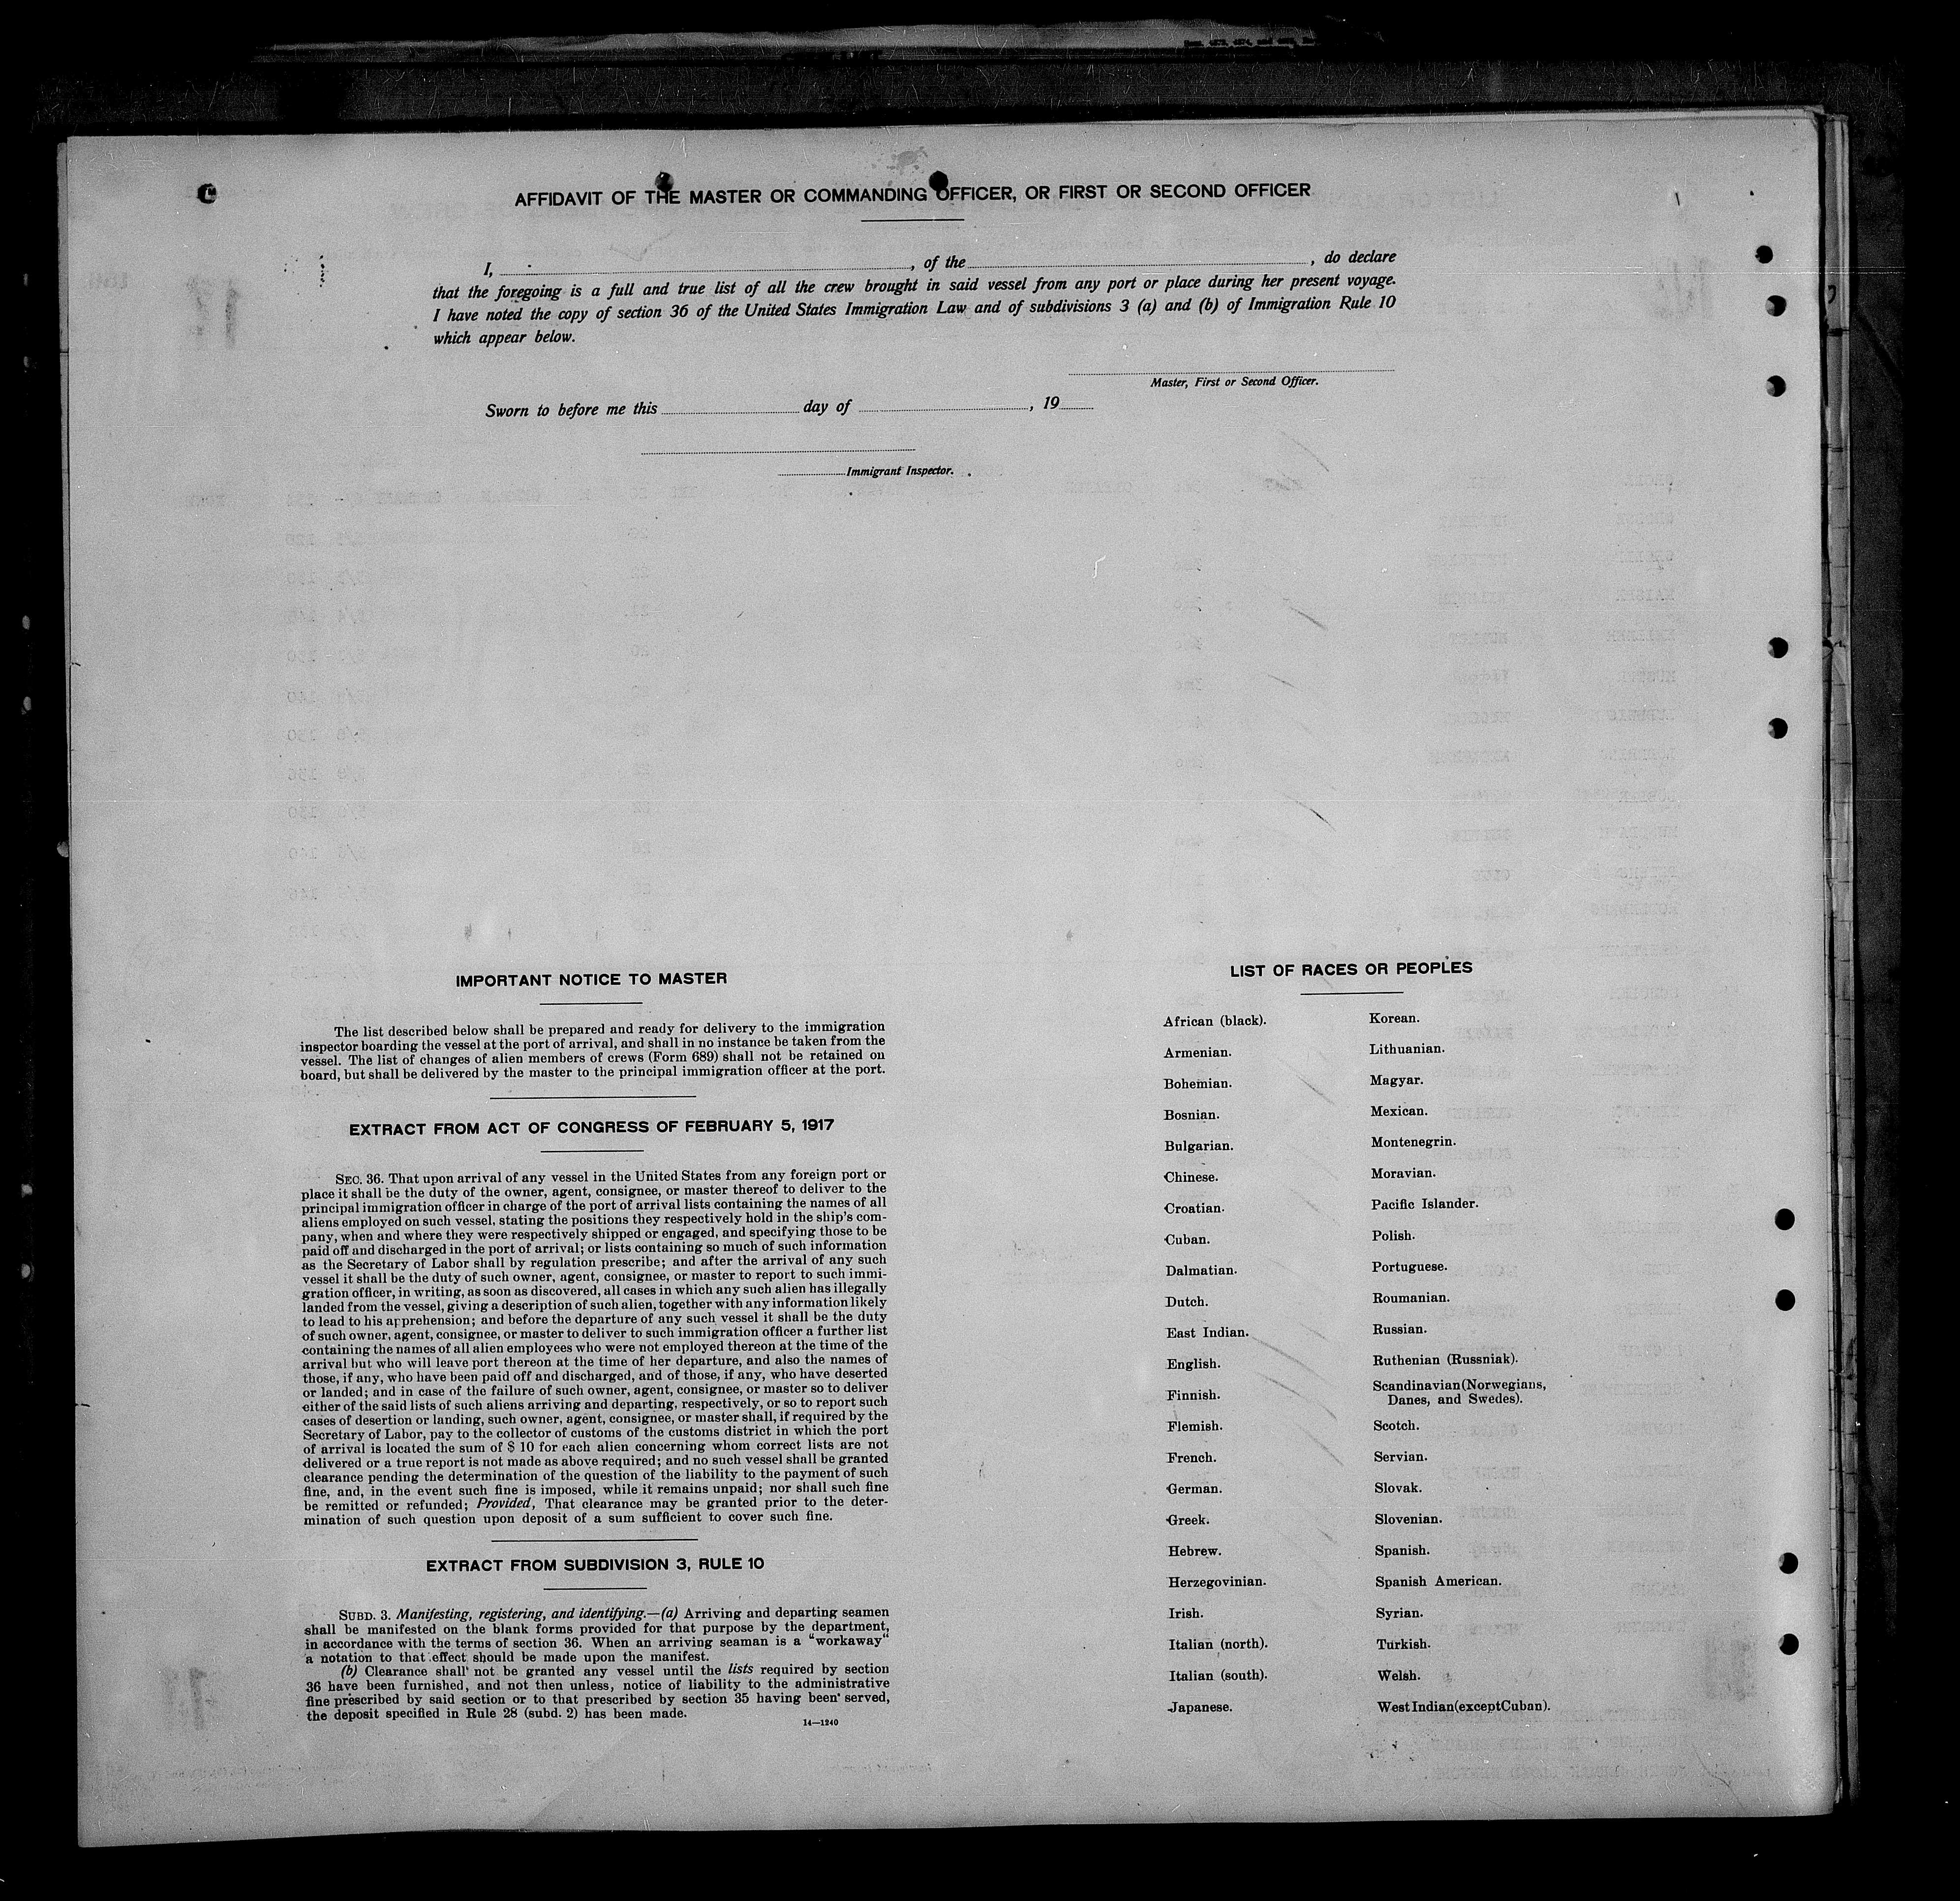 AFFIDAVIT OF THE MASTER OR COMMANDING OFFICER, OR FIRST OR SECOND OFFICER
I, , of the , do declare
that the foregoing is a full and true list of all the crew brought in said vessel from any port or place during her present voyage.
I have noted the copy of section 36 of the United States Immigration Law and of subdivisions 3 (a) and (b) of Immigration Rule 10
which appear below.
Master, First or Second Officer.
Sworn to before me this day of , 19
Immigrant Inspector.
IMPORTANT NOTICE TO MASTER
The list described below shall be prepared and ready for delivery to the immigration
inspector boarding the vessel at the port of arrival, and shall in no instance be taken from the
vessel. The list of changes of alien members of crews (Form 689) shall not be retained on
board, but shall be delivered by the master to the principal immigration officer at the port.
EXTRACT FROM ACT OF CONGRESS OF FEBRUARY 5, 1917
SEC. 36. That upon arrival of any vessel in the United States from any foreign port or
place it shall be the duty of the owner, agent, consignee, or master thereof to deliver to the
principal immigration officer in charge of the port of arrival lists containing the names of all
aliens employed on such vessel, stating the positions they respectively hold in the ship's com-
pany, when and where they were respectively shipped or engaged, and specifying those to be
paid off and discharged in the port of arrival; or lists containing so much of such information
as the Secretary of Labor shall by regulation prescribe; and after the arrival of any such
vessel it shall be the duty of such owner, agent, consignee, or master to report to such immi-
gration officer, in writing, as soon as discovered, all cases in which any such alien has illegally
landed from the vessel, giving a description of such alien, together with any information likely
to lead to his apprehension; and before the departure of any such vessel it shall be the duty
of such owner, agent, consignee, or master to deliver to such immigration officer a further list
containing the names of all alien employees who were not employed thereon at the time of the
arrival but who will leave port thereon at the time of her departure, and also the names of
those, if any, who have been paid off and discharged, and of those, if any, who have deserted
or landed; and in case of the failure of such owner, agent, consignee, or master so to deliver
either of the said lists of such aliens arriving and departing, respectively, or so to report such
cases of desertion or landing, such owner, agent, consignee, or master shall, if required by the
Secretary of Labor, pay to the collector of customs of the customs district in which the port
of arrival is located the sum of $ 10 for each alien concerning whom correct lists are not
delivered or a true report is not made as above required; and no such vessel shall be granted
clearance pending the determination of the question of the liability to the payment of such
fine, and, in the event such fine is imposed, while it remains unpaid; nor shall such fine
be remitted or refunded; Provided, That clearance may be granted prior to the deter-
mination of such question upon deposit of a sum sufficient to cover such fine.
EXTRACT FROM SUBDIVISION 3, RULE 10
SUBD. 3. Manifesting, registering, and identifying.—(a) Arriving and departing seamen
shall be manifested on the blank forms provided for that purpose by the department,
in accordance with the terms of section 36. When an arriving seaman is a "workaway"
a notation to that effect should be made upon the manifest.
(b) Clearance shall not be granted any vessel until the lists required by section
36 have been furnished, and not then unless, notice of liability to the administrative
fine prescribed by said section or to that prescribed by section 35 having been served,
the deposit specified in Rule 28 (subd. 2) has been made.
14—1240
LIST OF RACES OR PEOPLES
African (black).
Armenian.
Bohemian.
Bosnian.
Bulgarian.
Chinese.
Croatian.
Cuban.
Dalmatian.
Dutch.
East Indian.
English.
Finnish.
Flemish.
French.
German.
Greek.
Hebrew.
Herzegovinian.
Irish.
Italian (north).
Italian (south).
Japanese.
Korean.
Lithuanian.
Magyar.
Mexican.
Montenegrin.
Moravian.
Pacific Islander.
Polish.
Portuguese.
Roumanian.
Russian.
Ruthenian (Russniak).
Scandinavian (Norwegians,
Danes, and Swedes).
Scotch.
Servian.
Slovak.
Slovenian.
Spanish.
Spanish American.
Syrian.
Turkish.
Welsh.
West Indian (except Cuban).